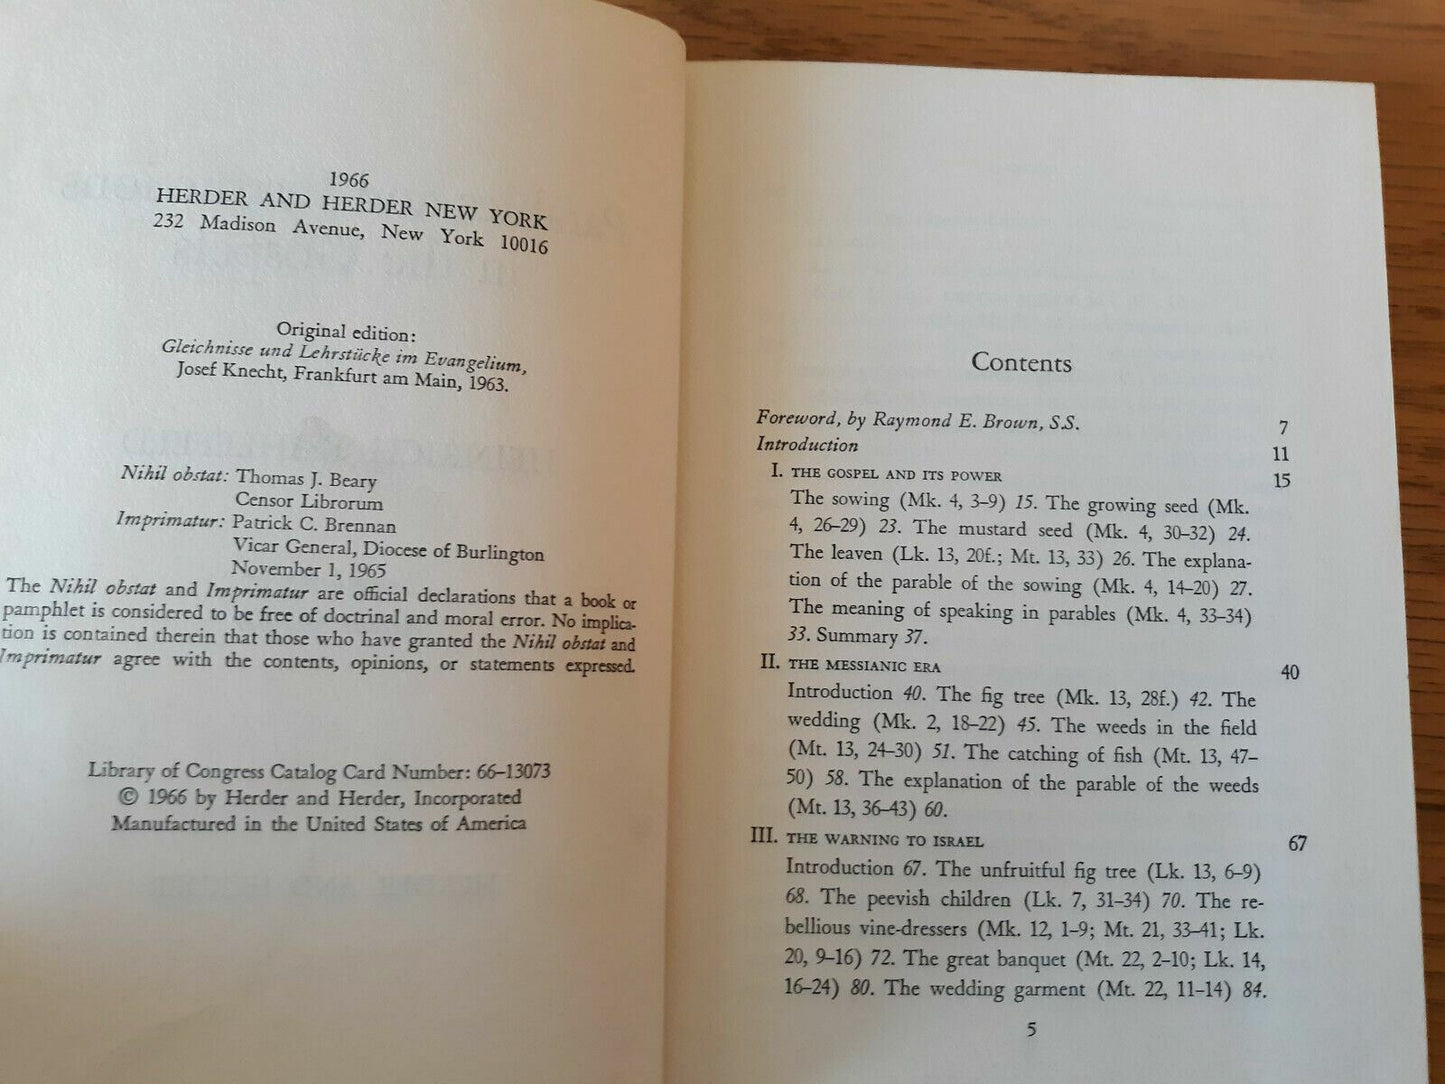 1966
HERDER AND HERDER NEW YORK
232 Madison Avenue, New York 10016
Original edition:
Gleichnisse und Lehrstücke im Evangelium,
Josef Knecht, Frankfurt am Main, 1963.
Nihil obstat: Thomas J. Beary
Censor Librorum
Imprimatur: Patrick C. Brennan
Vicar General, Diocese of Burlington
November 1, 1965
The Nihil obstat and Imprimatur are official declarations that a book or
pamphlet is considered to be free of doctrinal and moral error. No implica-
tion is contained therein that those who have granted the Nihil obstat and
Imprimatur agree with the contents, opinions, or statements expressed.
Library of Congress Catalog Card Number: 66–13073
© 1966 by Herder and Herder, Incorporated
Manufactured in the United States of America
Contents
Foreword, by Raymond E. Brown, S.S. 7
Introduction 11
I. THE GOSPEL AND ITS POWER 15
The sowing (Mk. 4, 3–9) 15. The growing seed (Mk.
4, 26–29) 23. The mustard seed (Mk. 4, 30–32) 24.
The leaven (Lk. 13, 20f.; Mt. 13, 33) 26. The explana-
tion of the parable of the sowing (Mk. 4, 14–20) 27.
The meaning of speaking in parables (Mk. 4, 33–34)
33. Summary 37.
II. THE MESSIANIC ERA 40
Introduction 40. The fig tree (Mk. 13, 28f.) 42. The
wedding (Mk. 2, 18–22) 45. The weeds in the field
(Mt. 13, 24–30) 51. The catching of fish (Mt. 13, 47–
50) 58. The explanation of the parable of the weeds
(Mt. 13, 36–43) 60.
III. THE WARNING TO ISRAEL 67
Introduction 67. The unfruitful fig tree (Lk. 13, 6–9)
68. The peevish children (Lk. 7, 31–34) 70. The re-
bellious vine-dressers (Mk. 12, 1–9; Mt. 21, 33–41; Lk.
20, 9–16) 72. The great banquet (Mt. 22, 2–10; Lk. 14,
16–24) 80. The wedding garment (Mt. 22, 11–14) 84.
5